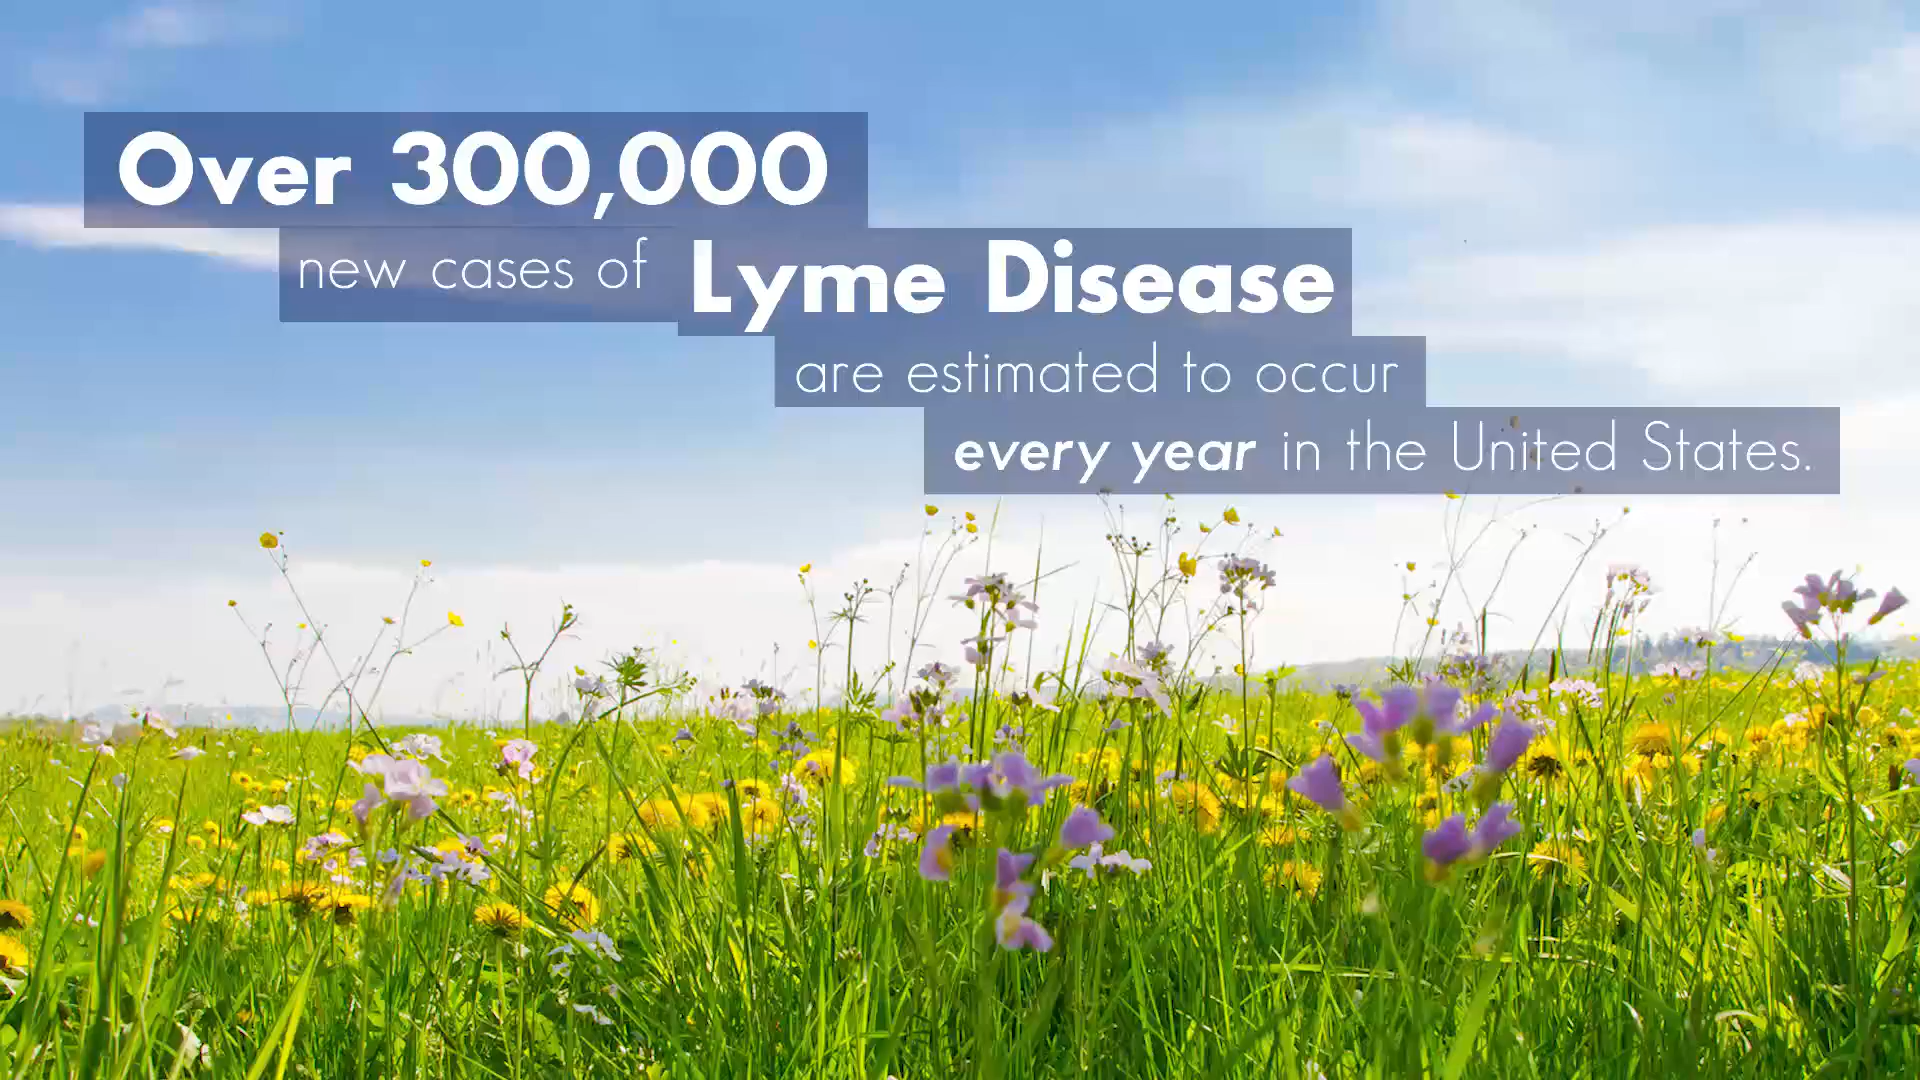 Over 300,000
new cases of Lyme Disease
are estimated to occur
every year in the United States.